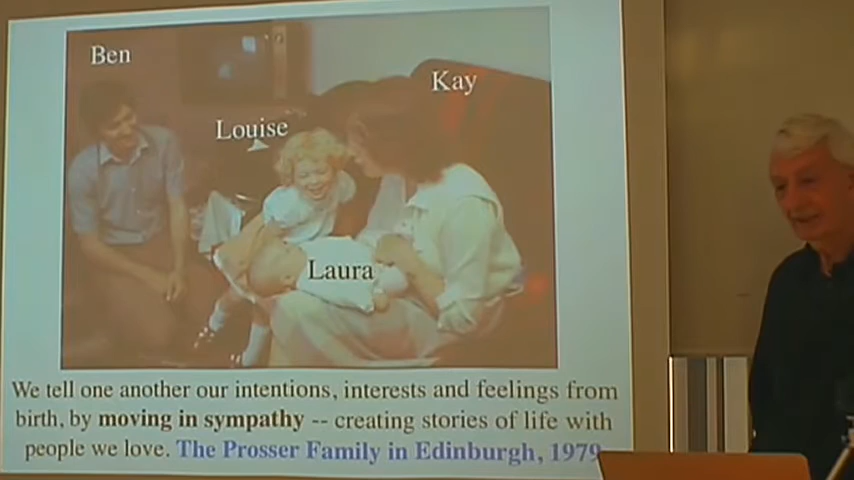 Ben
Kay
Louise
Laura
We tell one another our intentions, interests and feelings from
birth, by moving in sympathy -- creating stories of life with
people we love. The Prosser Family in Edinburgh, 1979